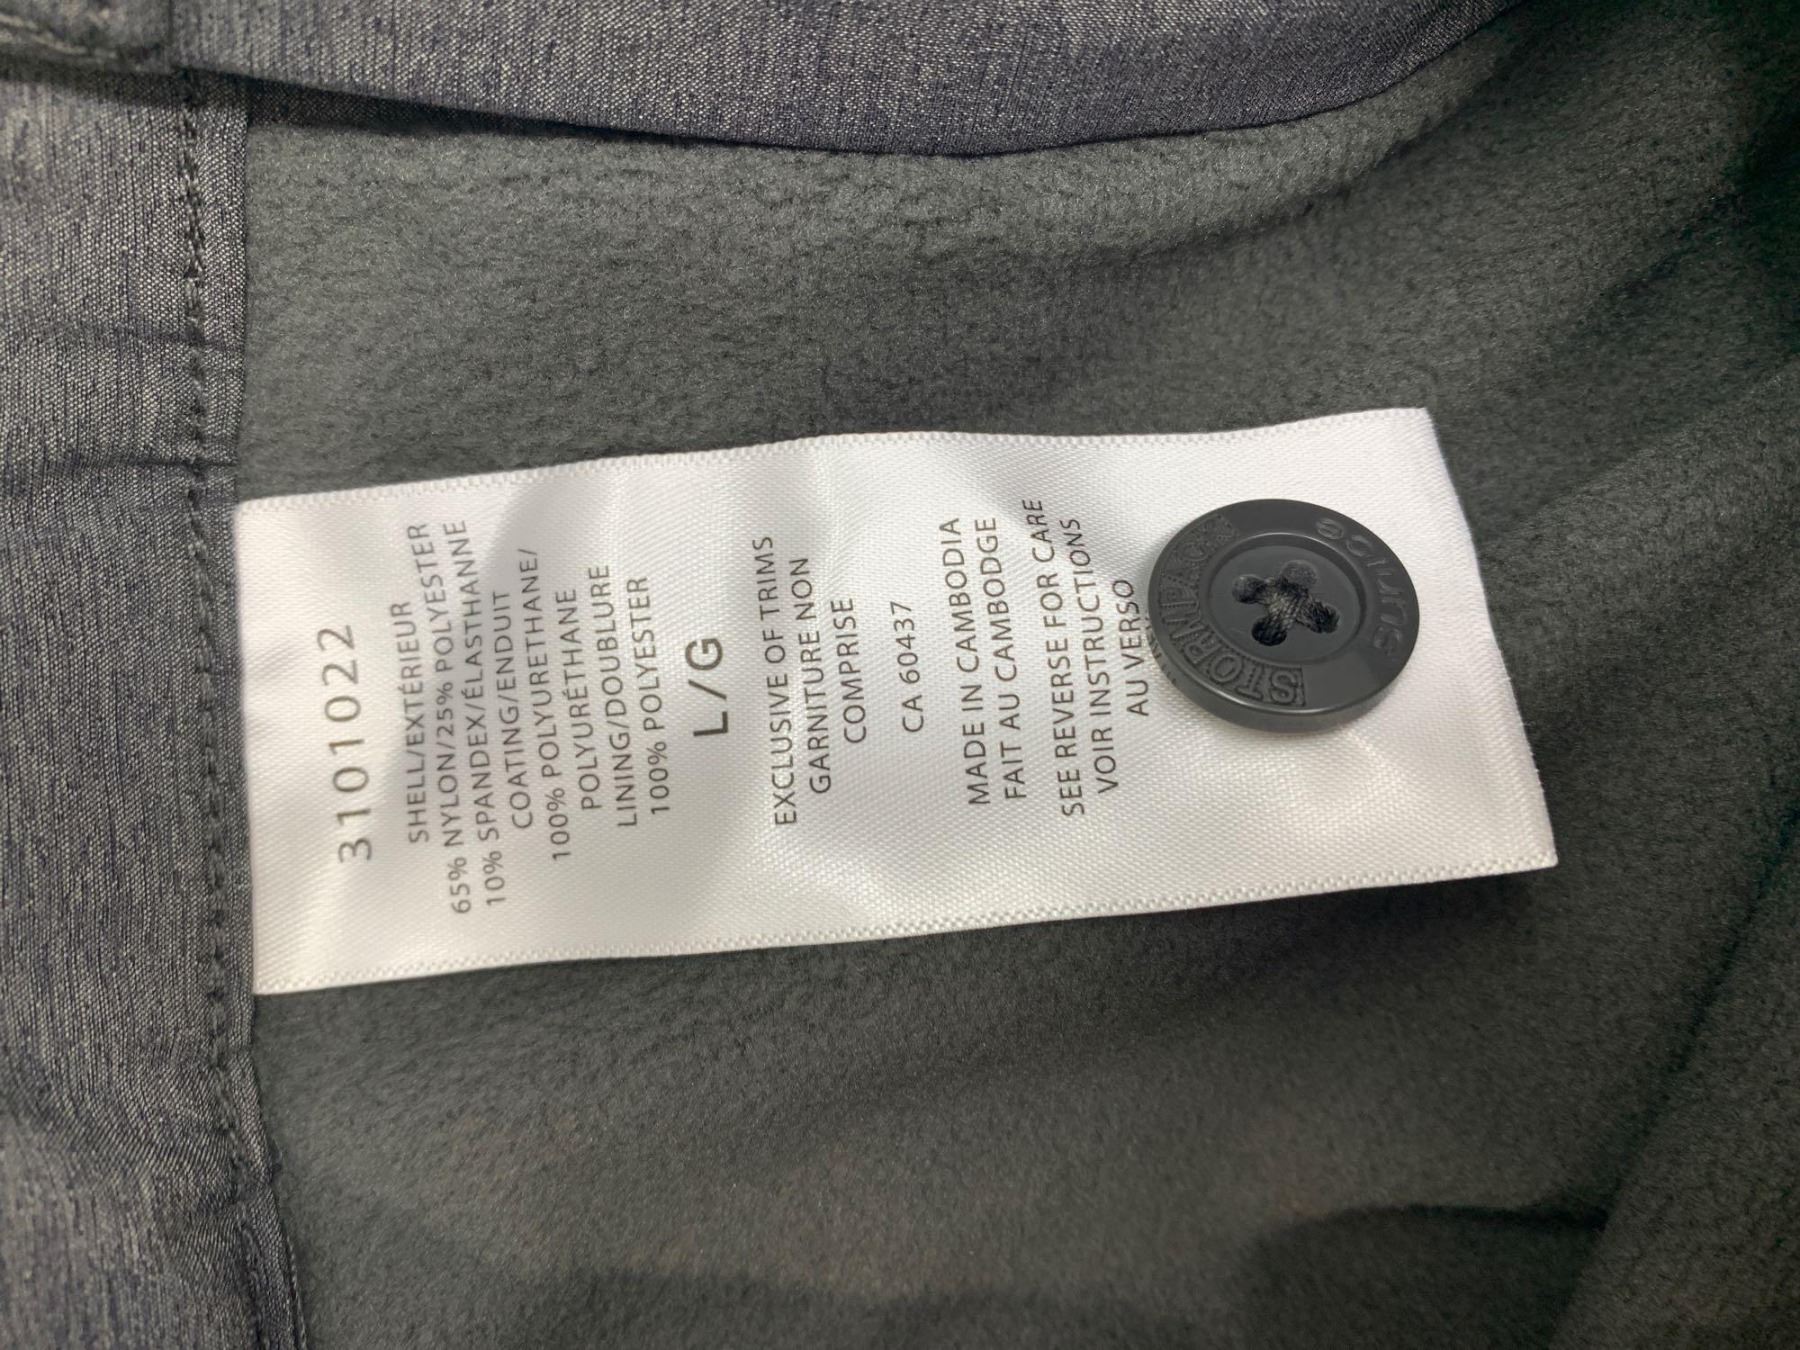 3101022
SHELL/EXTÉRIEUR
65% NYLON/25% POLYESTER
10% SPANDEX/ÉLASTHANNE
COATING/ENDUIT
100% POLYURETHANE/
POLYURÉTHANE
LINING/DOUBLURE
100% POLYESTER
L/G
EXCLUSIVE OF TRIMS
GARNITURE NON
COMPRISE
CA 60437
MADE IN CAMBODIA
FAIT AU CAMBODGE
SEE REVERSE FOR CARE
VOIR INSTRUCTIONS
AU VERSO
STORMPACK
sunice